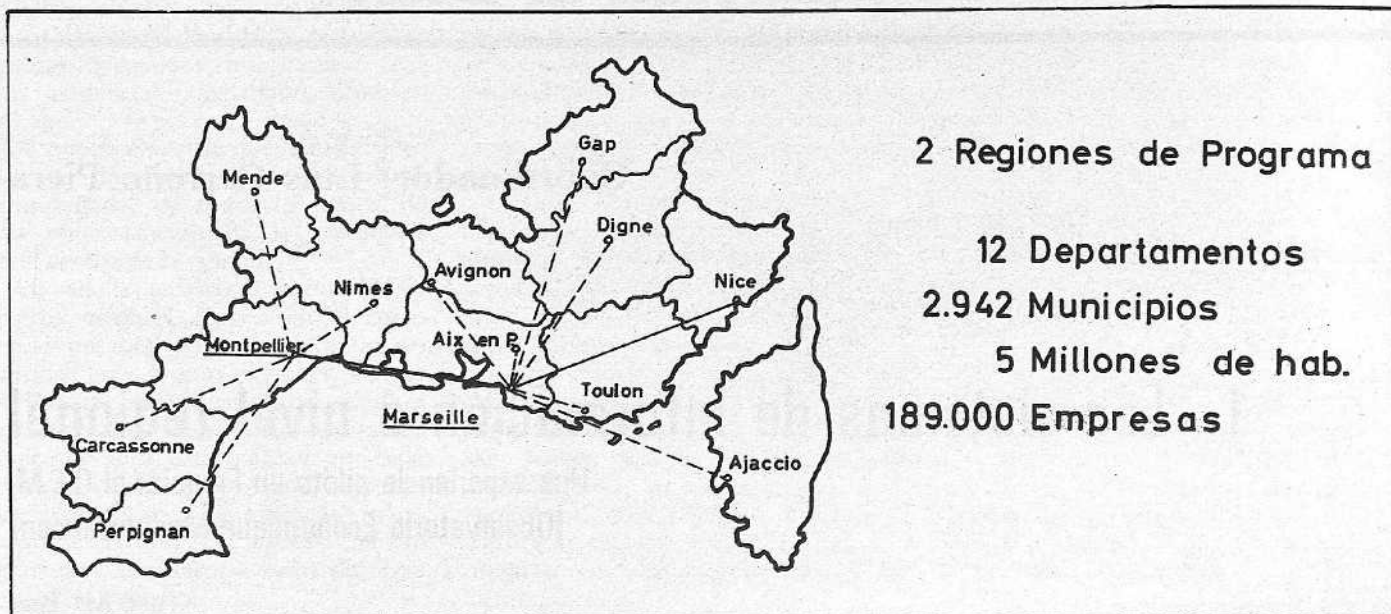 Gap
Mende
Digne
Avignon
Nice
Nimes
Aix en P.
Montpellier
Toulon
Marseille
Carcassonne
Ajaccio
Perpignan
2 Regiones de Programa
12 Departamentos
2.942 Municipios
5 Millones de hab.
189.000 Empresas